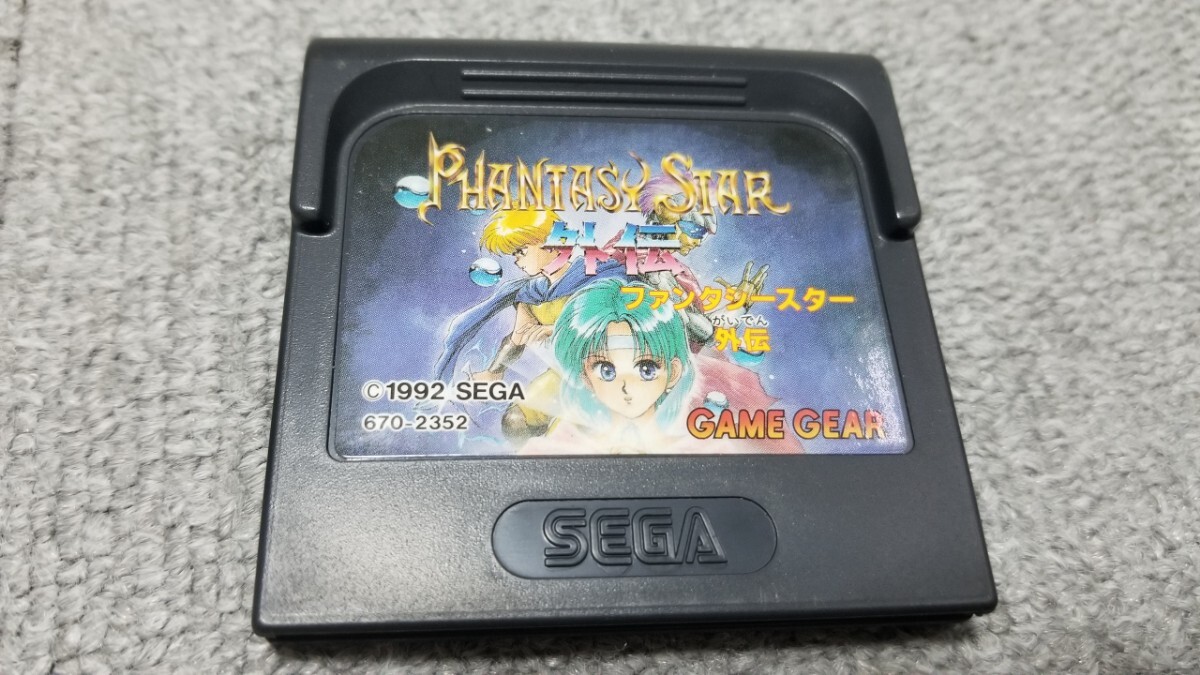 PHANTASY STAR
外伝
ファンタシースター
がいでん
外伝
©1992 SEGA
670-2352
GAME GEAR
SEGA